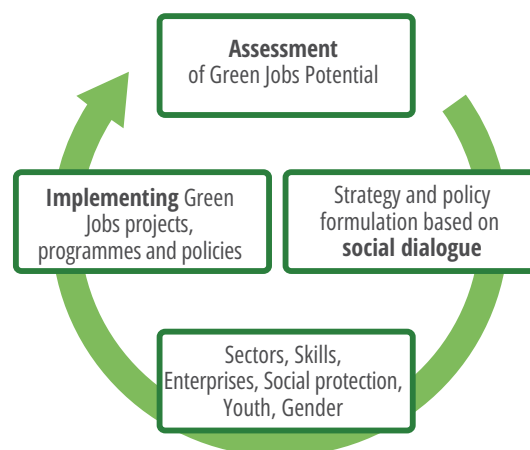 Assessment
of Green Jobs Potential
Implementing Green
Jobs projects,
programmes and policies
Strategy and policy
formulation based on
social dialogue
Sectors, Skills,
Enterprises, Social protection,
Youth, Gender